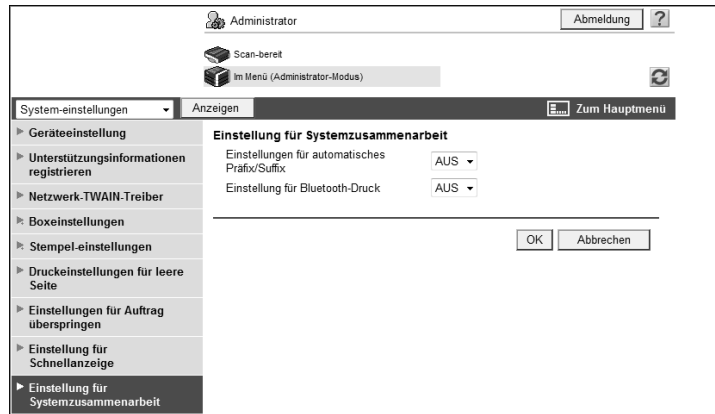 Administrator
Abmeldung
?
Scan-bereit
Im Menü (Administrator-Modus)
System-einstellungen
Anzeigen
Zum Hauptmenü
Geräteeinstellung
Unterstützungsinformationen
registrieren
Netzwerk-TWAIN-Treiber
Boxeinstellungen
Stempel-einstellungen
Druckeinstellungen für leere
Seite
Einstellungen für Auftrag
überspringen
Einstellung für
Schnellanzeige
Einstellung für
Systemzusammenarbeit
Einstellung für Systemzusammenarbeit
Einstellungen für automatisches
Präfix/Suffix
AUS
Einstellung für Bluetooth-Druck
AUS
OK
Abbrechen